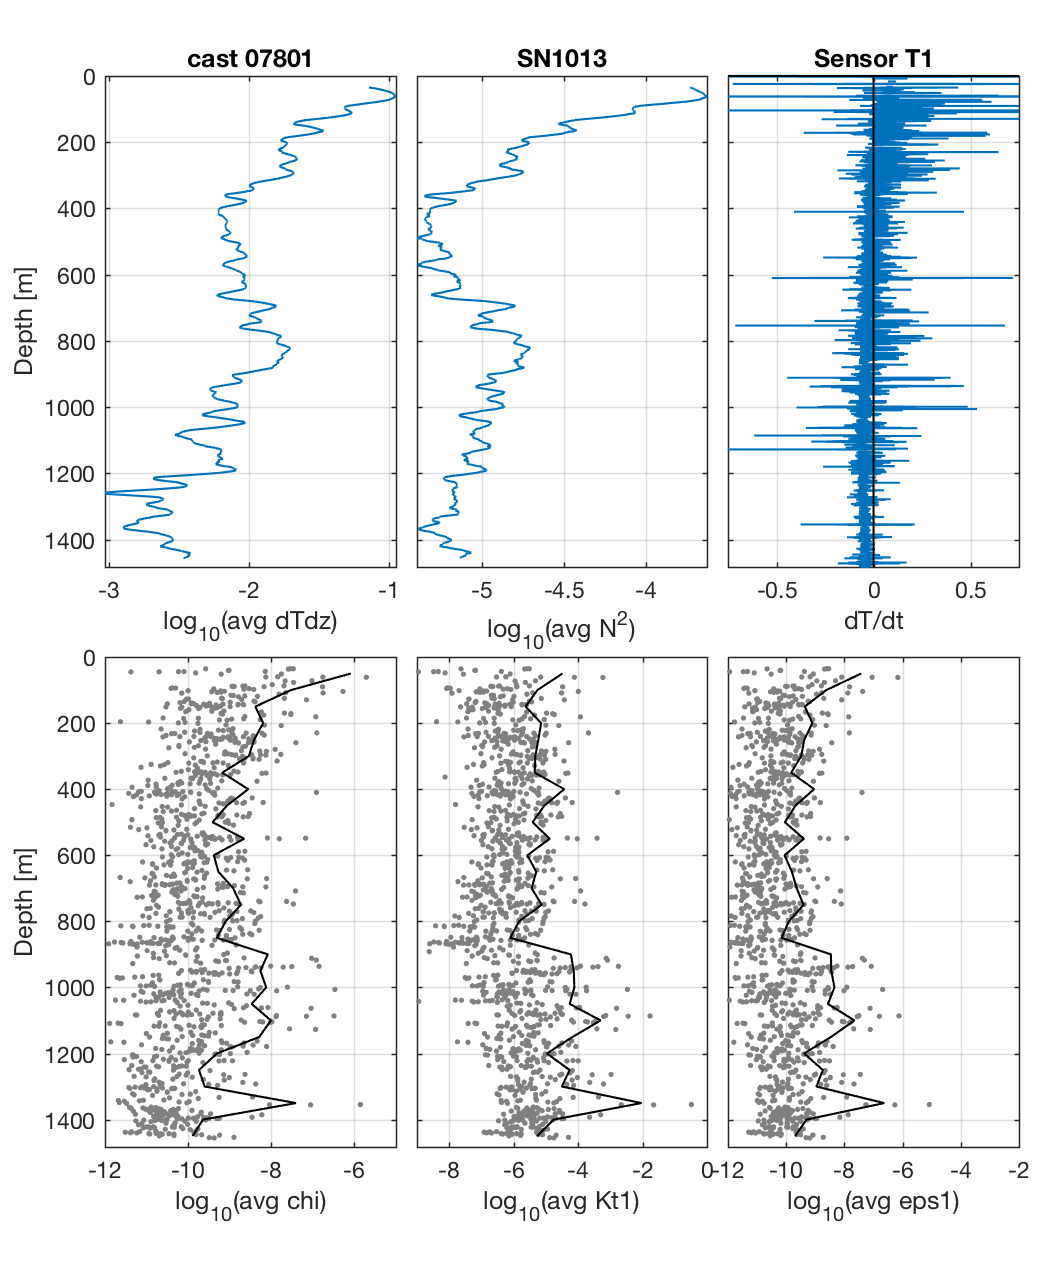 cast 07801 SN1013 Sensor T1
0
200
400
600
800
1000
1200
1400
Depth [m]
-3 -2 -1
-5 -4.5 -4
-0.5 0 0.5
log10(avg dTdz) log10(avg N2) dT/dt
0
200
400
600
800
1000
1200
1400
Depth [m]
-12 -10 -8 -6
-8 -6 -4 -2 0
-12 -10 -8 -6 -4 -2
log10(avg chi) log10(avg Kt1) log10(avg eps1)